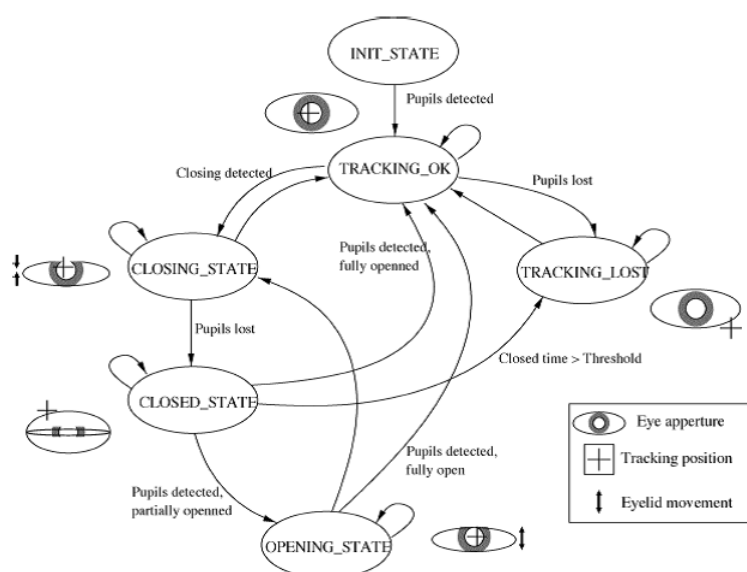 INIT_STATE
Pupils detected
TRACKING_OK
Closing detected
Pupils lost
Pupils detected,
fully openned
CLOSING_STATE
TRACKING_LOST
Pupils lost
Closed time > Threshold
CLOSED_STATE
Pupils detected,
fully open
Pupils detected,
partially openned
OPENING_STATE
Eye apperture
Tracking position
Eyelid movement